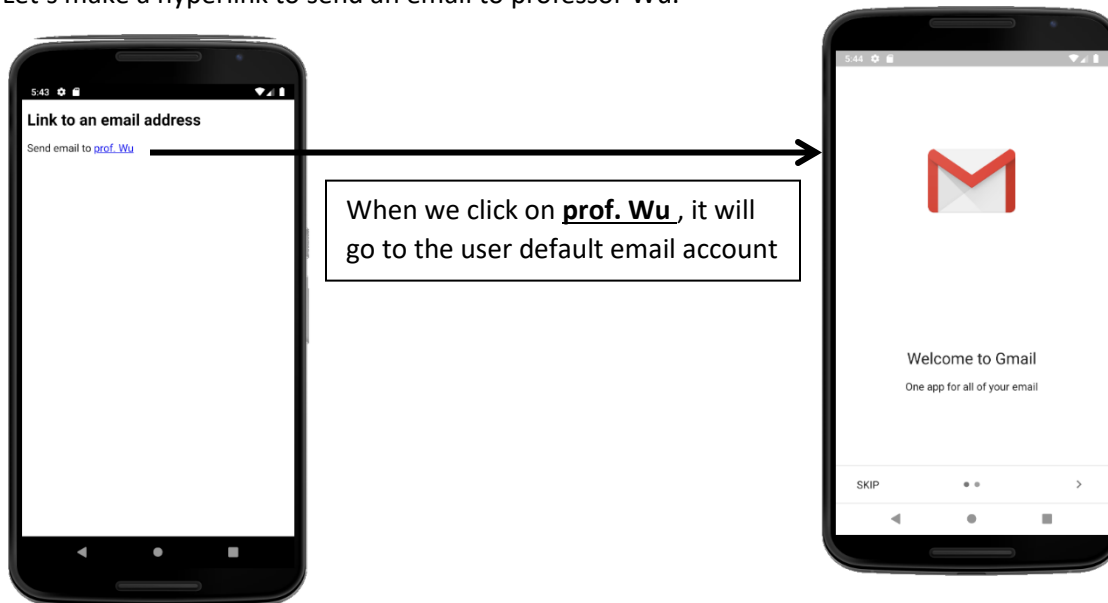 Let's make a hyperlink to send an email to professor Wu.
5:43
Link to an email address
Send email to prof. Wu
When we click on prof. Wu , it will
go to the user default email account
5:44
Welcome to Gmail
One app for all of your email
SKIP